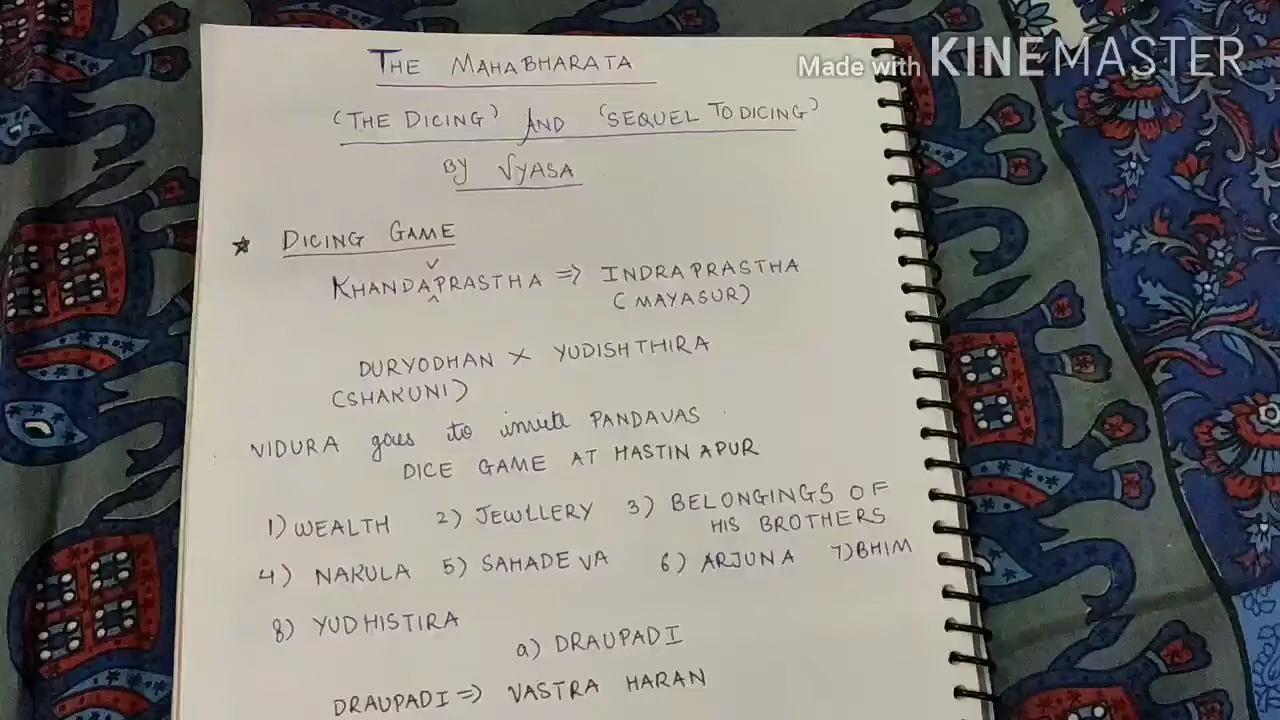 THE MAHABHARATA
Made with KINEMASTER
('THE DICING') AND 'SEQUEL TO DICING'
BY VYASA
★ DICING GAME
KHANDAPRASTHA ⇒ INDRAPRASTHA
(MAYASUR)
DURYODHAN × YUDISHTHIRA
(SHAKUNI)
VIDURA goes to invite PANDAVAS
DICE GAME AT HASTINAPUR
1) WEALTH 2) JEWLLERY 3) BELONGINGS OF
HIS BROTHERS
4) NAKULA 5) SAHADEVA 6) ARJUNA 7) BHIM
8) YUDHISTIRA
a) DRAUPADI
DRAUPADI ⇒ VASTRA HARAN